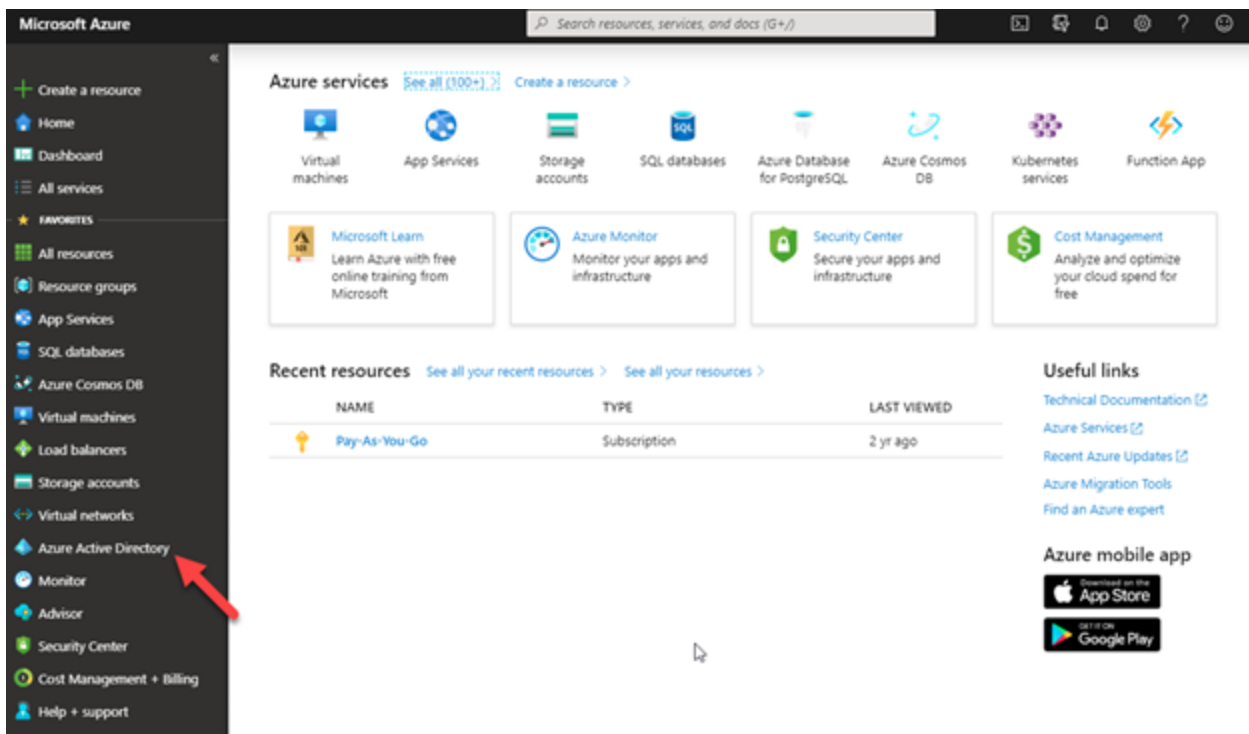 Microsoft Azure
Search resources, services, and docs (G+/)
Create a resource
Home
Dashboard
All services
FAVORITES
All resources
Resource groups
App Services
SQL databases
Azure Cosmos DB
Virtual machines
Load balancers
Storage accounts
Virtual networks
Azure Active Directory
Monitor
Advisor
Security Center
Cost Management + Billing
Help + support
Azure services See all (100+) > Create a resource >
Virtual
machines
App Services
Storage
accounts
SQL databases
Azure Database
for PostgreSQL
Azure Cosmos
DB
Kubernetes
services
Function App
Microsoft Learn
Learn Azure with free
online training from
Microsoft
Azure Monitor
Monitor your apps and
infrastructure
Security Center
Secure your apps and
infrastructure
Cost Management
Analyze and optimize
your cloud spend for
free
Recent resources See all your recent resources > See all your resources >
NAME TYPE LAST VIEWED
Pay-As-You-Go Subscription 2 yr ago
Useful links
Technical Documentation
Azure Services
Recent Azure Updates
Azure Migration Tools
Find an Azure expert
Azure mobile app
Download on the
App Store
GET IT ON
Google Play
SQL